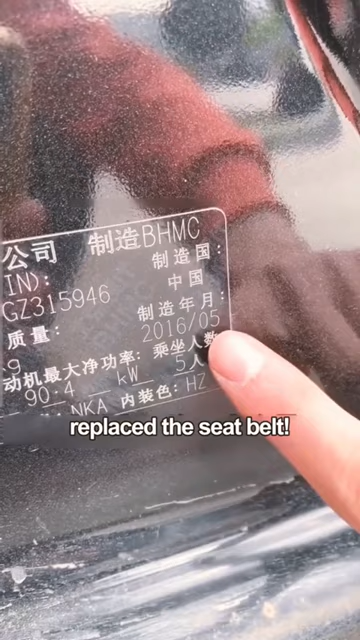 公司 制造BHMC
IN): 制造国:
GZ315946 中国
质量: 制造年月:
9 2016/05
动机最大净功率: 乘坐人数
90.4 kW 5人
NKA 内装色: HZ
replaced the seat belt!